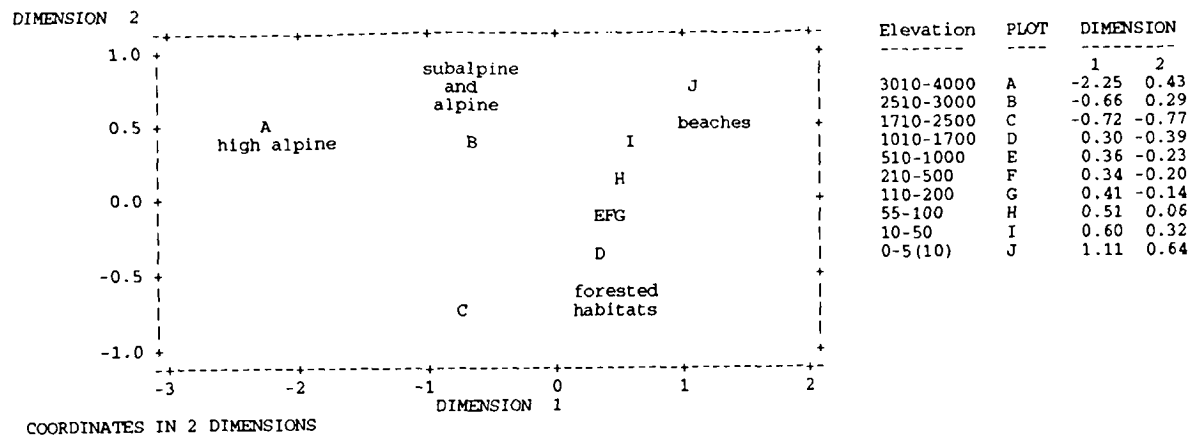 DIMENSION 2
1.0
0.5
0.0
-0.5
-1.0
subalpine
and
alpine
J
beaches
A
high alpine
B
I
H
EFG
D
C
forested
habitats
-3 -2 -1 0 1 2
DIMENSION 1
COORDINATES IN 2 DIMENSIONS
Elevation PLOT DIMENSION
-------- ---- ---------
1 2
3010-4000 A -2.25 0.43
2510-3000 B -0.66 0.29
1710-2500 C -0.72 -0.77
1010-1700 D 0.30 -0.39
510-1000 E 0.36 -0.23
210-500 F 0.34 -0.20
110-200 G 0.41 -0.14
55-100 H 0.51 0.06
10-50 I 0.60 0.32
0-5(10) J 1.11 0.64